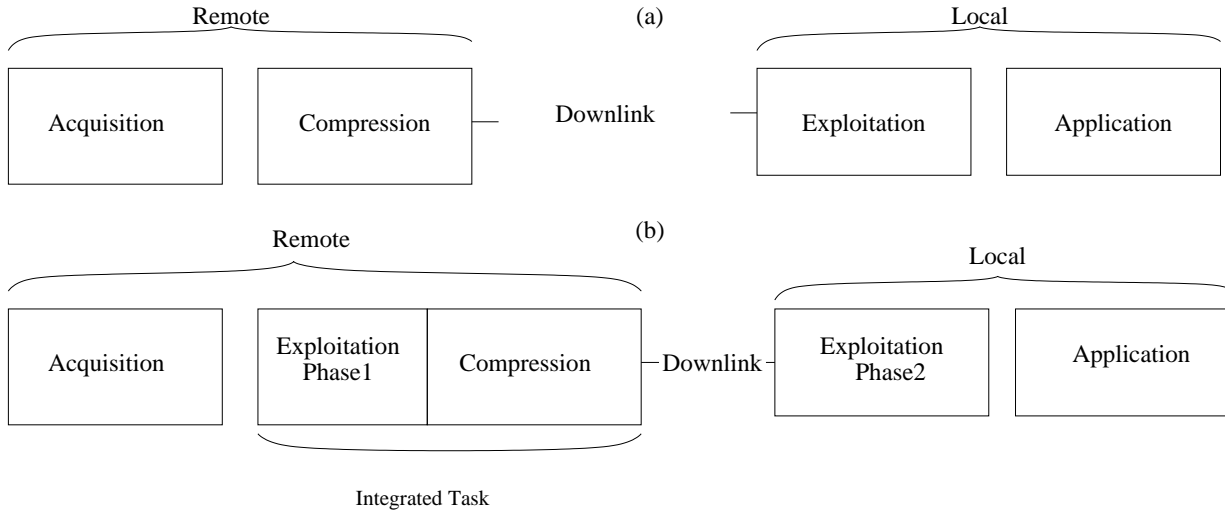 Remote
(a)
Local
Acquisition
Compression
Downlink
Exploitation
Application
(b)
Remote
Local
Acquisition
Exploitation
Phase1
Compression
Downlink
Exploitation
Phase2
Application
Integrated Task